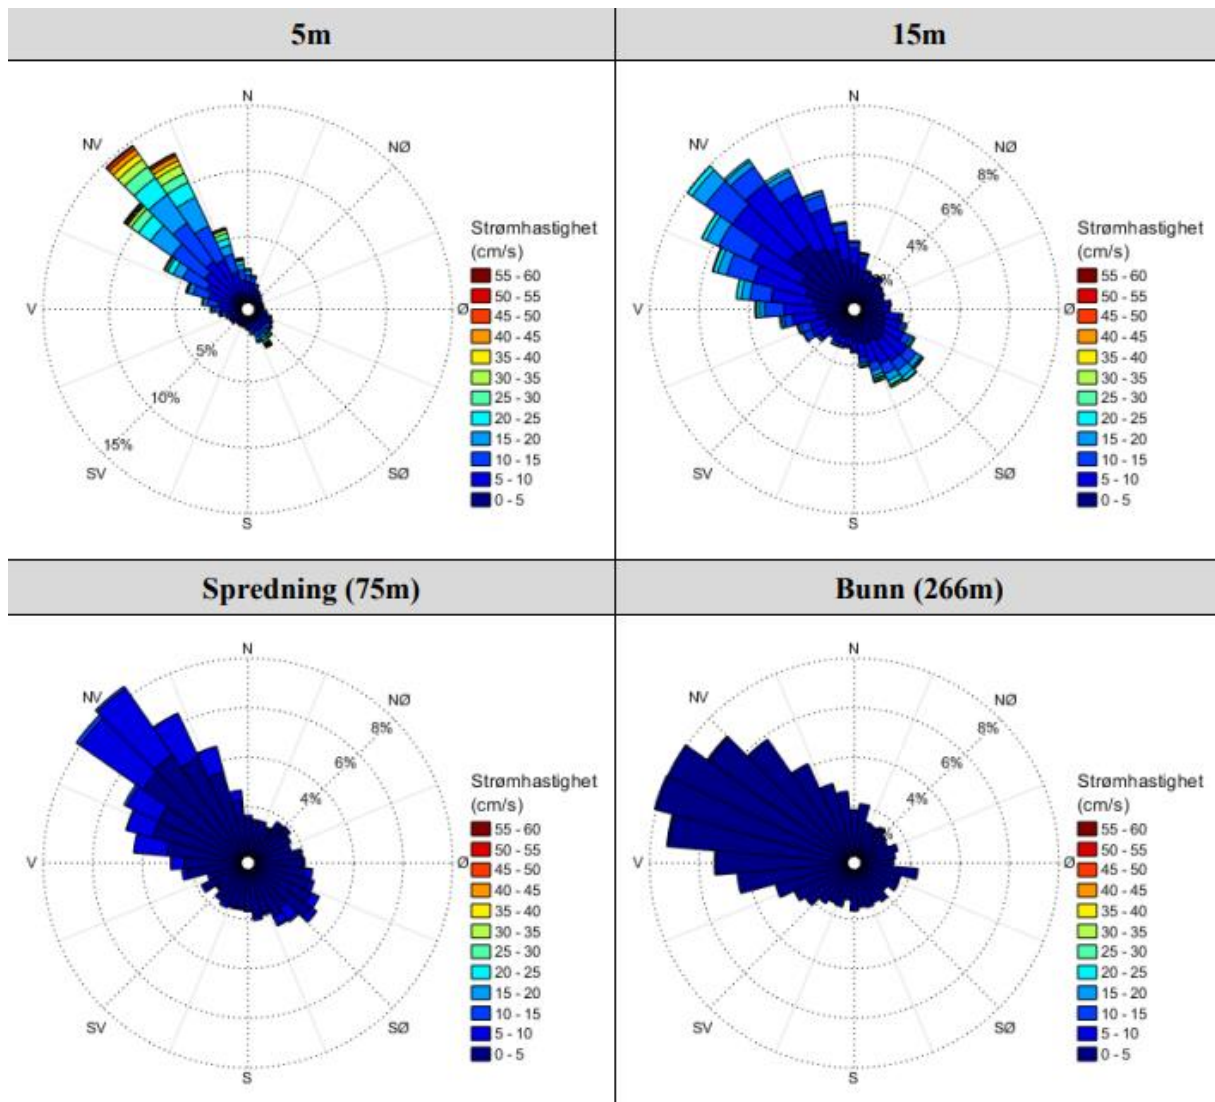 5m
15m
N
NV
NØ
V
Ø
5%
10%
15%
SV
SØ
S
Strømhastighet
(cm/s)
55 - 60
50 - 55
45 - 50
40 - 45
35 - 40
30 - 35
25 - 30
20 - 25
15 - 20
10 - 15
5 - 10
0 - 5
N
NV
NØ
8%
6%
4%
V
SV
SØ
S
Strømhastighet
(cm/s)
55 - 60
50 - 55
45 - 50
40 - 45
35 - 40
30 - 35
25 - 30
20 - 25
15 - 20
10 - 15
5 - 10
0 - 5
Spredning (75m)
Bunn (266m)
N
NV
NØ
8%
6%
4%
V
Ø
SV
SØ
S
Strømhastighet
(cm/s)
55 - 60
50 - 55
45 - 50
40 - 45
35 - 40
30 - 35
25 - 30
20 - 25
15 - 20
10 - 15
5 - 10
0 - 5
N
NV
NØ
8%
6%
4%
V
Ø
SV
SØ
S
Strømhastighet
(cm/s)
55 - 60
50 - 55
45 - 50
40 - 45
35 - 40
30 - 35
25 - 30
20 - 25
15 - 20
10 - 15
5 - 10
0 - 5